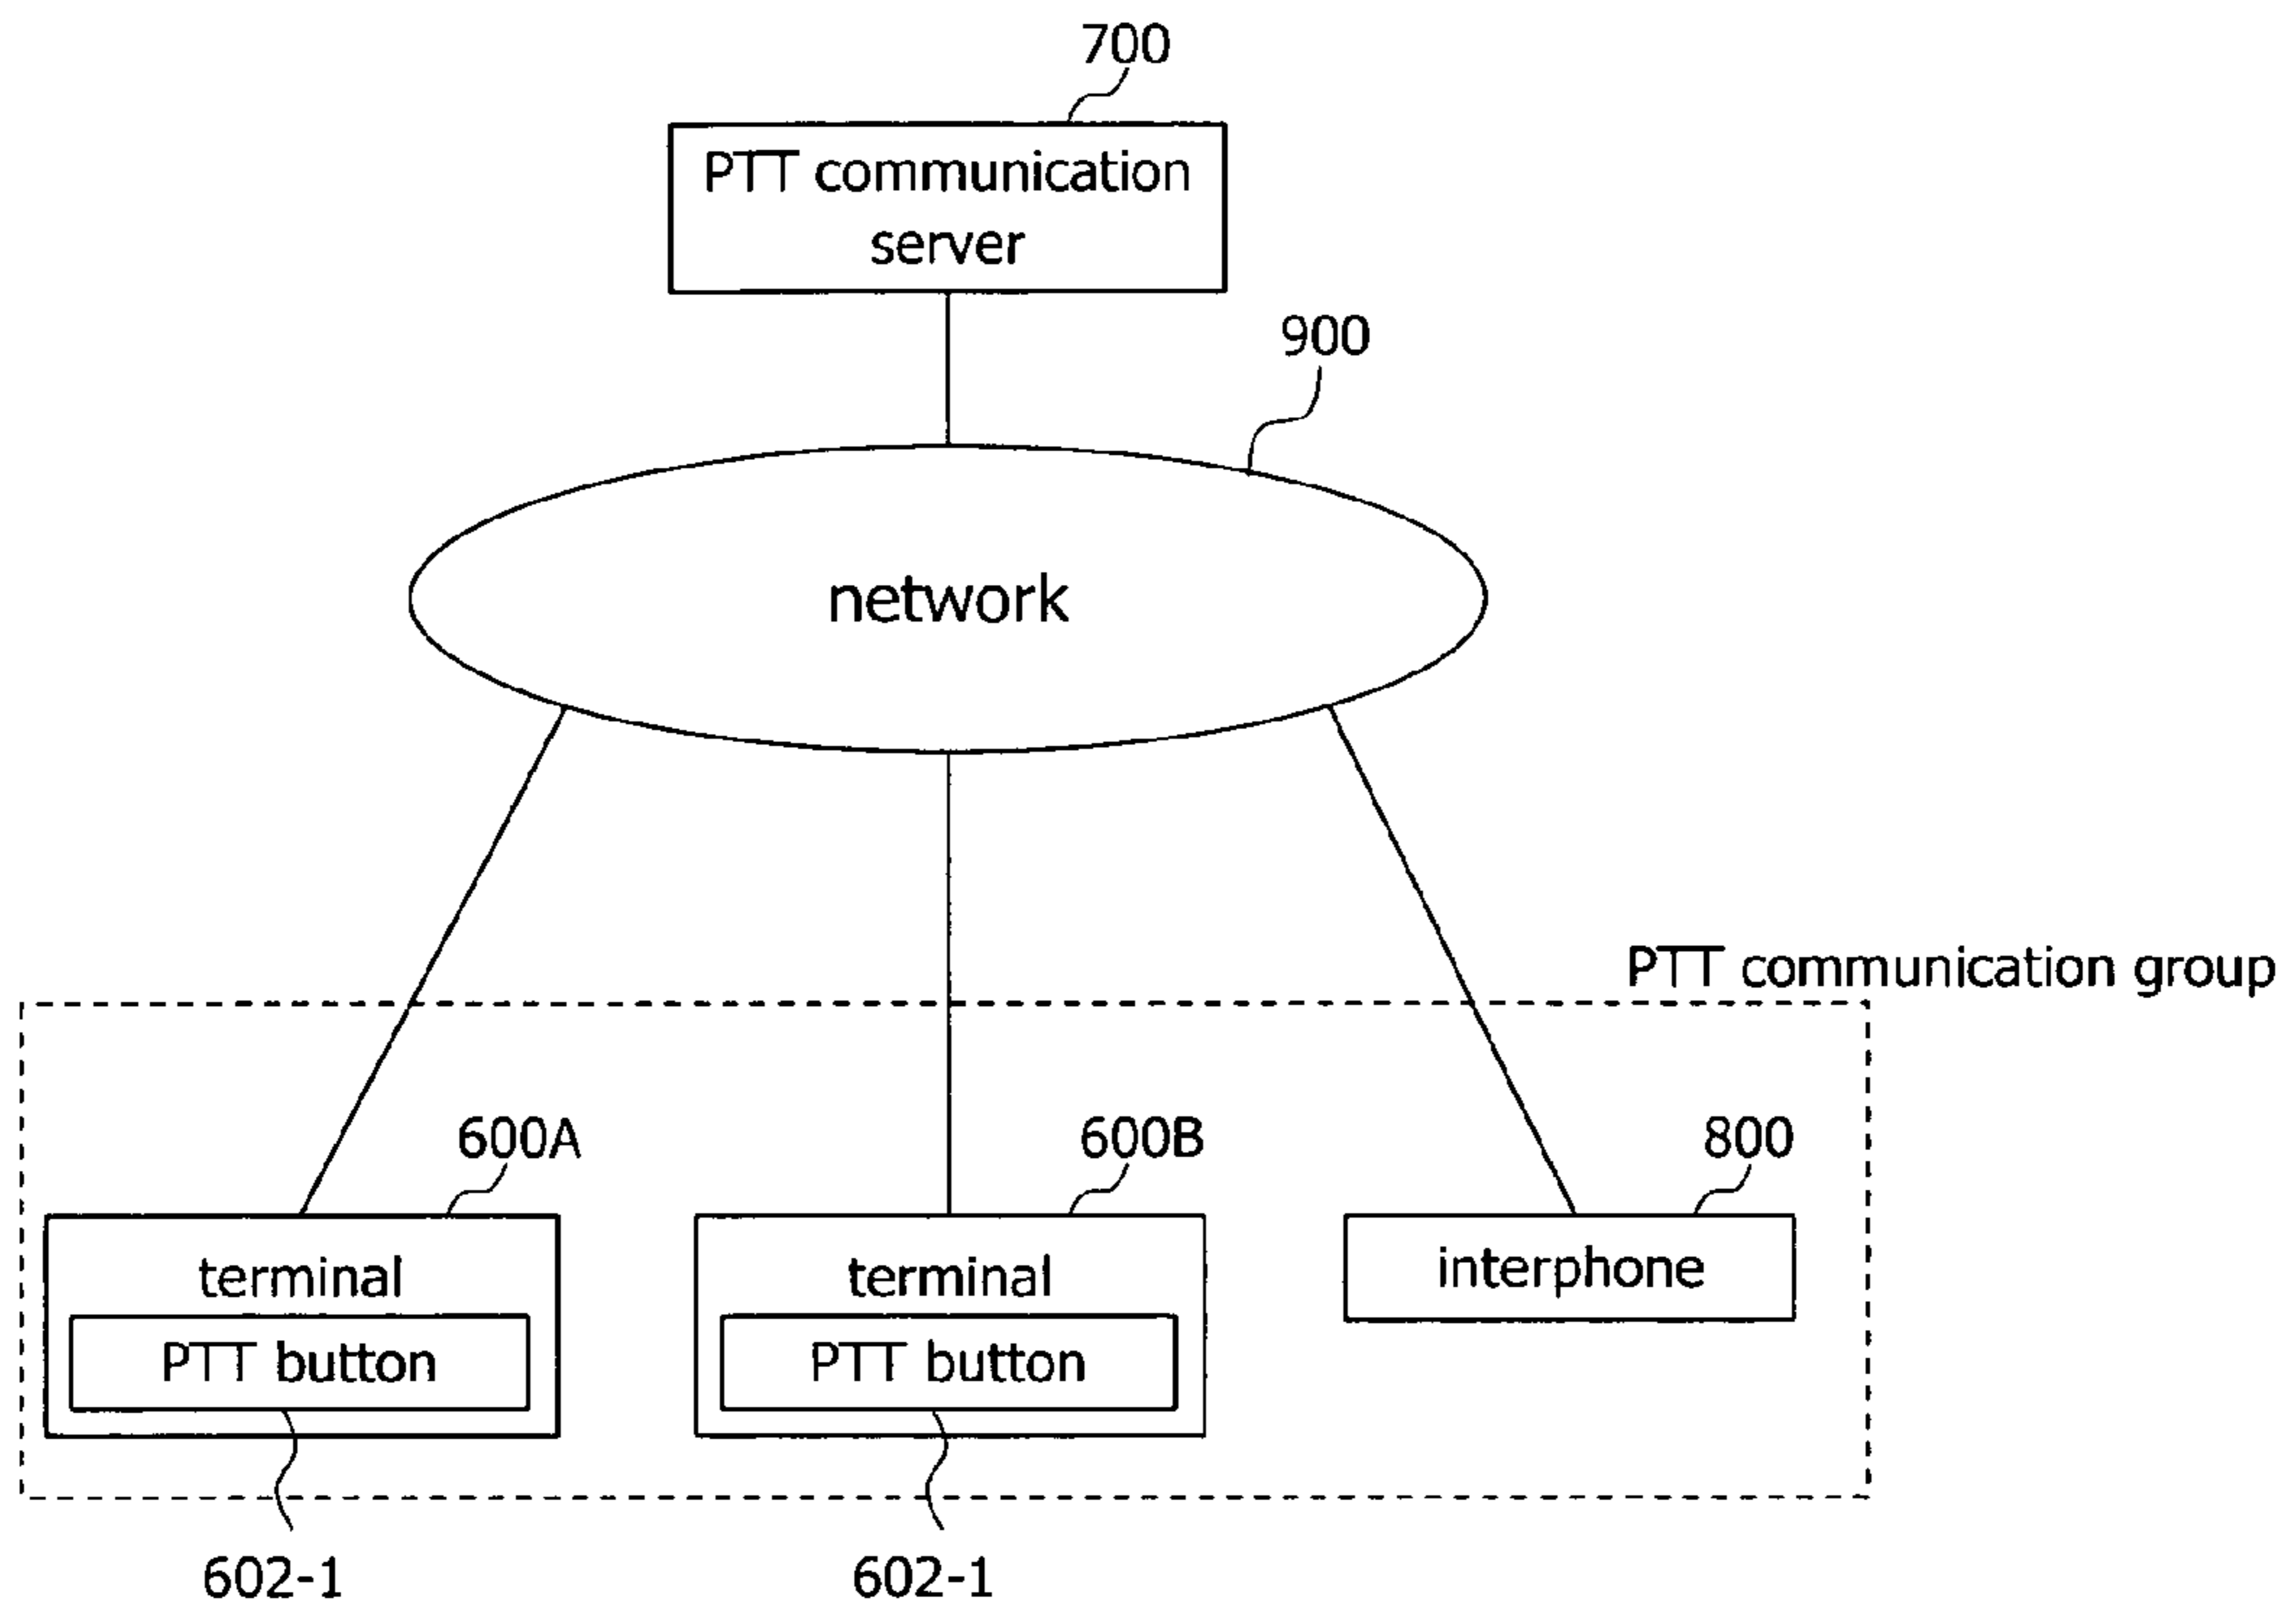 700
PTT communication
server
900
network
PTT communication group
600A
600B
800
terminal
terminal
interphone
PTT button
PTT button
602-1
602-1